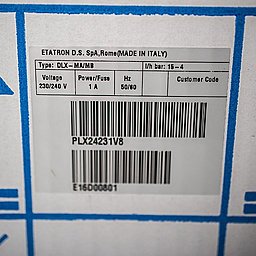 ETATRON D.S. SpA,Rome(MADE IN ITALY)
Type: DLX-MA/MB l/h bar: 15-4
Voltage Power/Fuse Hz Customer Code
230/240 V 1 A 50/60
PLX24231V8
E16D00801